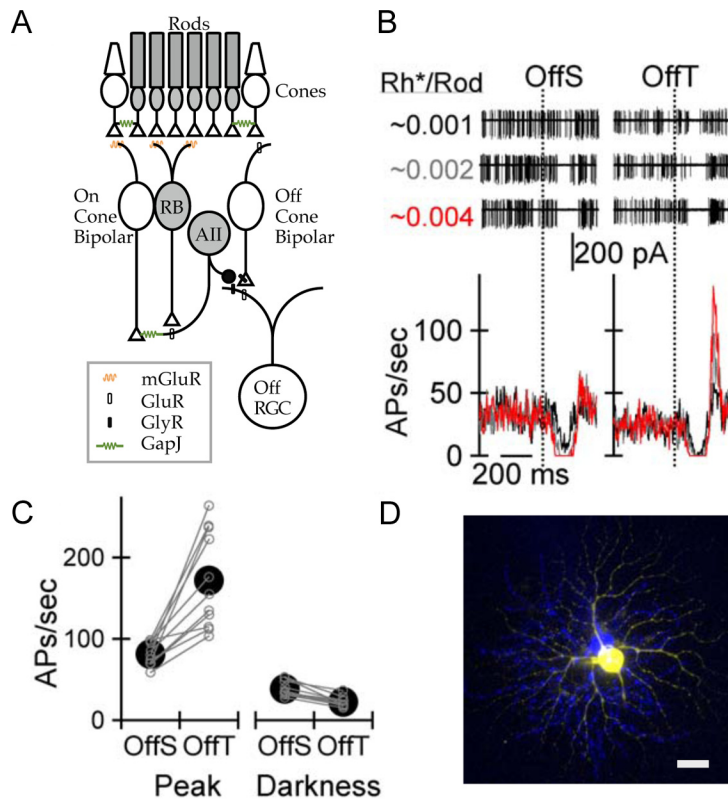 A
Rods
Cones
On
Cone
Bipolar
RB
AII
Off
Cone
Bipolar
Off
RGC
mGluR
GluR
GlyR
GapJ
B
Rh*/Rod
OffS
OffT
~0.001
~0.002
~0.004
200 pA
100
50
0
APs/sec
200 ms
C
200
100
0
APs/sec
OffS OffT
OffS OffT
Peak
Darkness
D